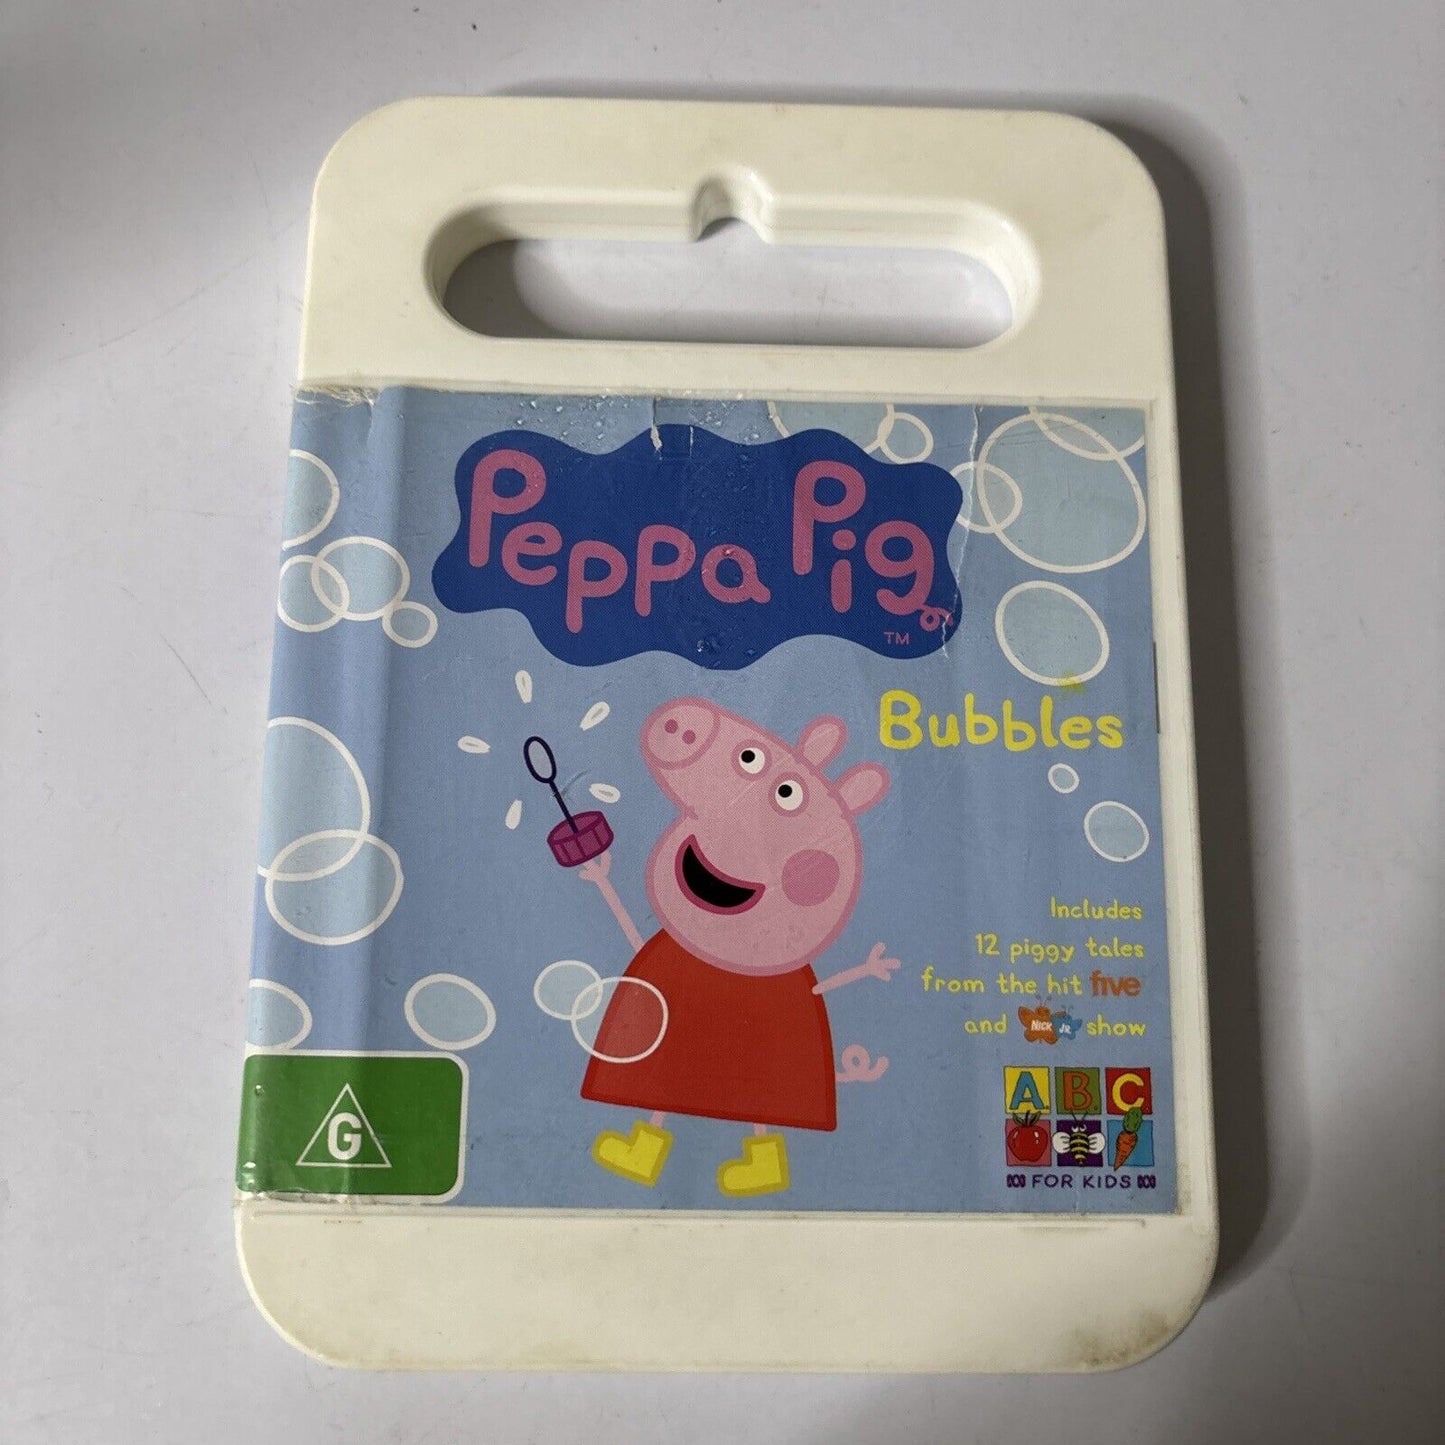 Peppa Pig
TM
Bubbles
Includes
12 piggy tales
from the hit five
and NICK JR. show
G
A B C
FOR KIDS